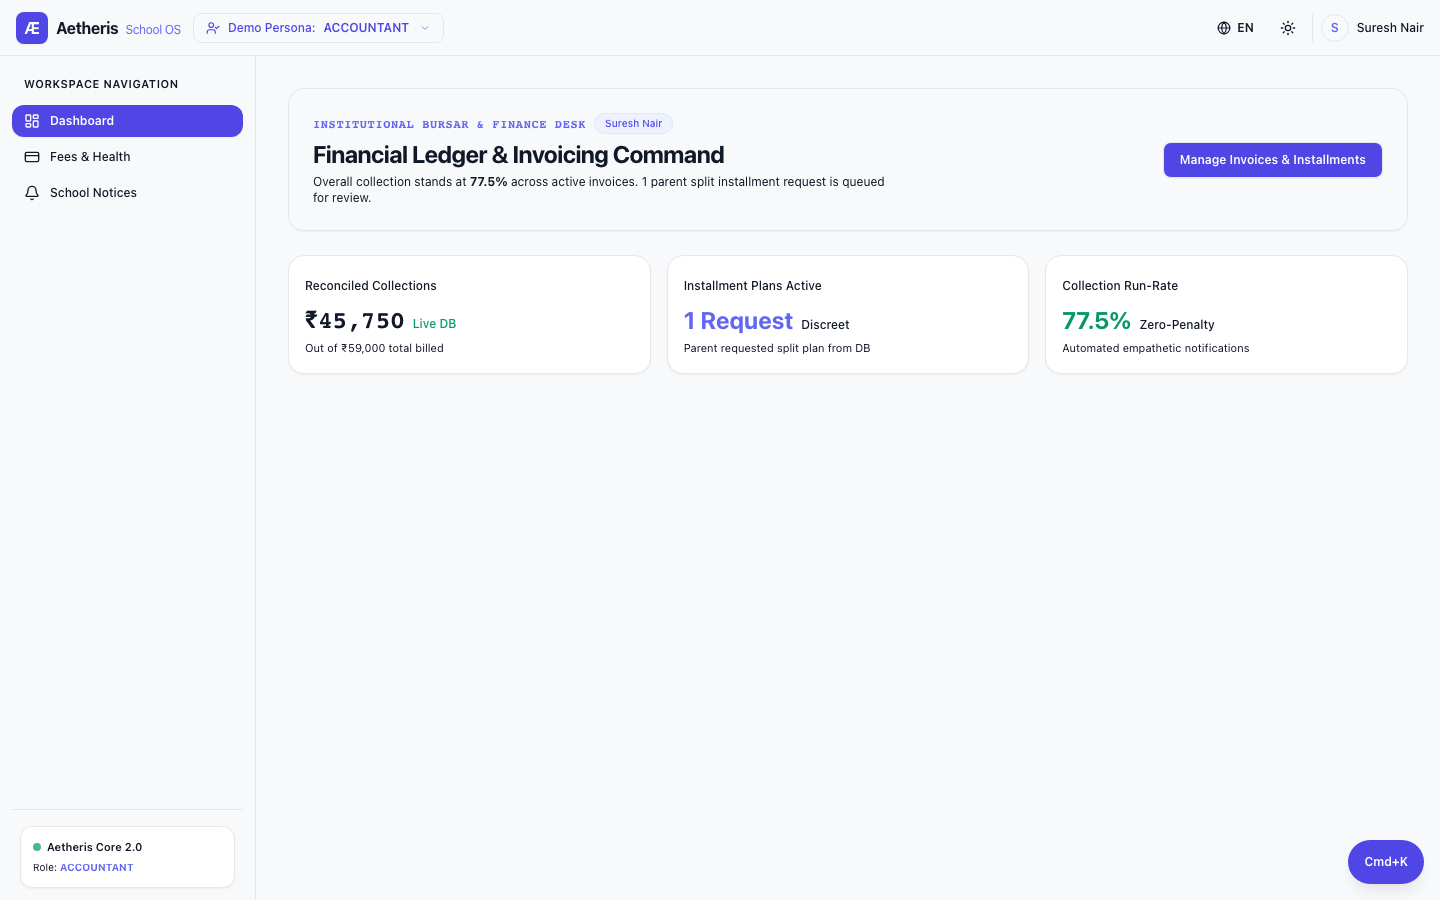 Æ Aetheris School OS Demo Persona: ACCOUNTANT EN S Suresh Nair
WORKSPACE NAVIGATION
Dashboard
Fees & Health
School Notices
INSTITUTIONAL BURSAR & FINANCE DESK Suresh Nair
Financial Ledger & Invoicing Command
Overall collection stands at 77.5% across active invoices. 1 parent split installment request is queued
for review.
Manage Invoices & Installments
Reconciled Collections
₹45,750 Live DB
Out of ₹59,000 total billed
Installment Plans Active
1 Request Discreet
Parent requested split plan from DB
Collection Run-Rate
77.5% Zero-Penalty
Automated empathetic notifications
Aetheris Core 2.0
Role: ACCOUNTANT
Cmd+K